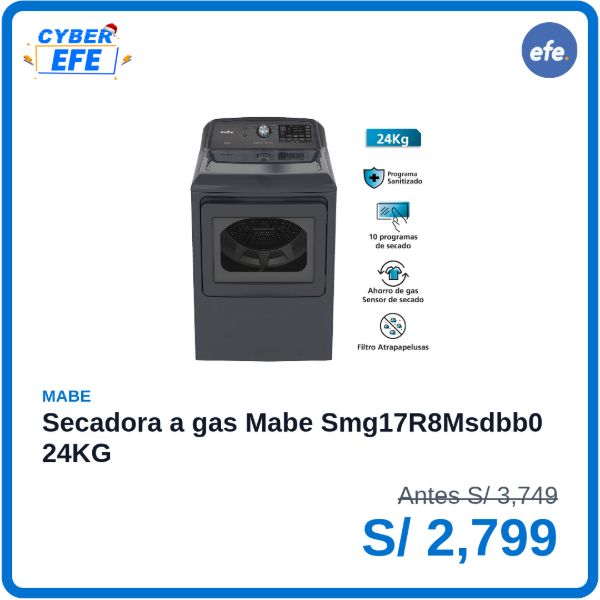 CYBER
EFE
efe.
mabe
24Kg
Programa
Sanitizado
10 programas
de secado
Ahorro de gas
Sensor de secado
Filtro Atrapapelusas
MABE
Secadora a gas Mabe Smg17R8Msdbb0
24KG
Antes S/ 3,749
S/ 2,799